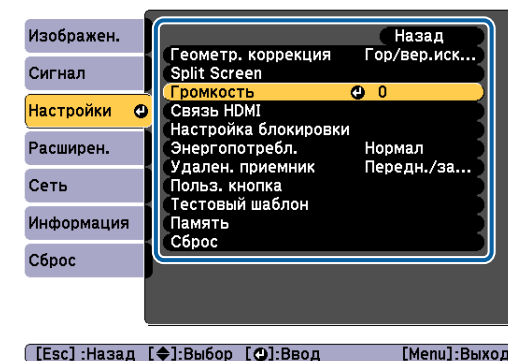 Изображен.
Сигнал
Настройки
Расширен.
Сеть
Информация
Сброс
Назад
Геометр. коррекция Гор/вер.иск...
Split Screen
Громкость 0
Связь HDMI
Настройка блокировки
Энергопотребл. Нормал
Удален. приемник Передн./за...
Польз. кнопка
Тестовый шаблон
Память
Сброс
[Esc] :Назад [◆]:Выбор [⏎]:Ввод [Menu]:Выход